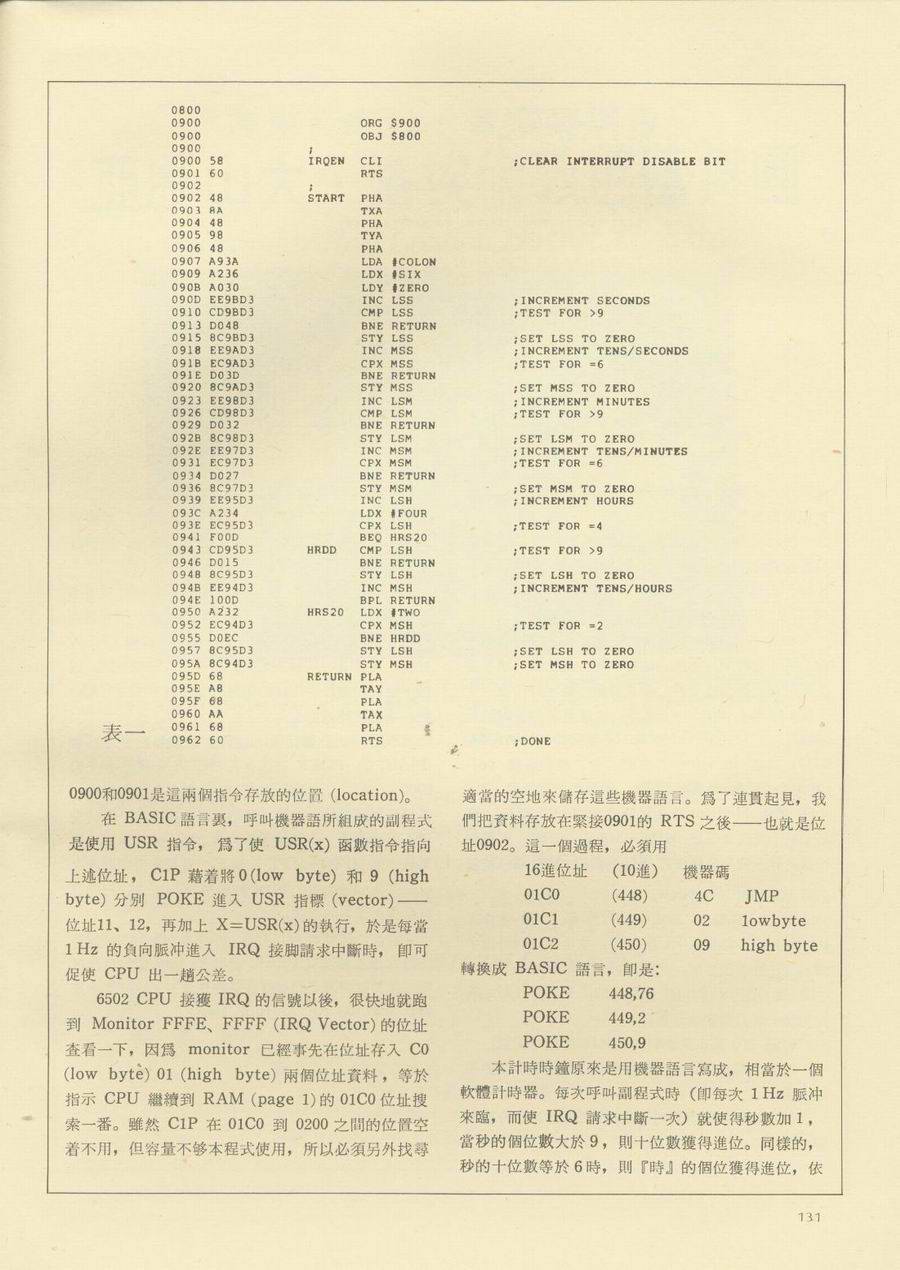 0800
0900 ORG $900
0900 OBJ $800
0900 ;
0900 58 IRQEN CLI ;CLEAR INTERRUPT DISABLE BIT
0901 60 RTS
0902 ;
0902 48 START PHA
0903 8A TXA
0904 48 PHA
0905 98 TYA
0906 48 PHA
0907 A93A LDA #COLON
0909 A236 LDX #SIX
090B A030 LDY #ZERO
090D EE9BD3 INC LSS ;INCREMENT SECONDS
0910 CD9BD3 CMP LSS ;TEST FOR >9
0913 D048 BNE RETURN
0915 8C9BD3 STY LSS ;SET LSS TO ZERO
0918 EE9AD3 INC MSS ;INCREMENT TENS/SECONDS
091B EC9AD3 CPX MSS ;TEST FOR =6
091E D03D BNE RETURN
0920 8C9AD3 STY MSS ;SET MSS TO ZERO
0923 EE98D3 INC LSM ;INCREMENT MINUTES
0926 CD98D3 CMP LSM ;TEST FOR >9
0929 D032 BNE RETURN
092B 8C98D3 STY LSM ;SET LSM TO ZERO
092E EE97D3 INC MSM ;INCREMENT TENS/MINUTES
0931 EC97D3 CPX MSM ;TEST FOR =6
0934 D027 BNE RETURN
0936 8C97D3 STY MSM ;SET MSM TO ZERO
0939 EE95D3 INC LSH ;INCREMENT HOURS
093C A234 LDX #FOUR
093E EC95D3 CPX LSH ;TEST FOR =4
0941 F00D BEQ HRS20
0943 CD95D3 HRDD CMP LSH ;TEST FOR >9
0946 D015 BNE RETURN
0948 8C95D3 STY LSH ;SET LSH TO ZERO
094B EE94D3 INC MSH ;INCREMENT TENS/HOURS
094E 100D BPL RETURN
0950 A232 HRS20 LDX #TWO
0952 EC94D3 CPX MSH ;TEST FOR =2
0955 D0EC BNE HRDD
0957 8C95D3 STY LSH ;SET LSH TO ZERO
095A 8C94D3 STY MSH ;SET MSH TO ZERO
095D 68 RETURN PLA
095E A8 TAY
095F 68 PLA
0960 AA TAX
0961 68 PLA
0962 60 RTS ;DONE
表一
0900和0901是這兩個指令存放的位置 (location)。
在 BASIC 語言裏，呼叫機器語所組成的副程式
是使用 USR 指令，爲了使 USR(x) 函數指令指向
上述位址，C1P 藉着將 0 (low byte) 和 9 (high
byte) 分別 POKE 進入 USR 指標 (vector)——
位址11、12，再加上 X=USR(x)的執行，於是每當
1 Hz 的負向脈冲進入 IRQ 接脚請求中斷時，卽可
促使 CPU 出一趟公差。
6502 CPU 接獲 IRQ 的信號以後，很快地就跑
到 Monitor FFFE、FFFF (IRQ Vector) 的位址
查看一下，因爲 monitor 已經事先在位址存入 C0
(low byte) 01 (high byte) 兩個位址資料，等於
指示 CPU 繼續到 RAM (page 1)的 01C0 位址搜
索一番。雖然 C1P 在 01C0 到 0200 之間的位置空
着不用，但容量不够本程式使用，所以必須另外找尋
適當的空地來儲存這些機器語言。爲了連貫起見，我
們把資料存放在緊接0901的 RTS 之後——也就是位
址0902。這一個過程，必須用
16進位址 (10進) 機器碼
01C0 (448) 4C JMP
01C1 (449) 02 lowbyte
01C2 (450) 09 high byte
轉換成 BASIC 語言，卽是：
POKE 448,76
POKE 449,2
POKE 450,9
本計時時鐘原來是用機器語言寫成，相當於一個
軟體計時器。每次呼叫副程式時（卽每次 1 Hz 脈冲
來臨，而使 IRQ 請求中斷一次）就使得秒數加 1，
當秒的個位數大於 9，則十位數獲得進位。同樣的，
秒的十位數等於 6 時，則『時』的個位獲得進位，依
131